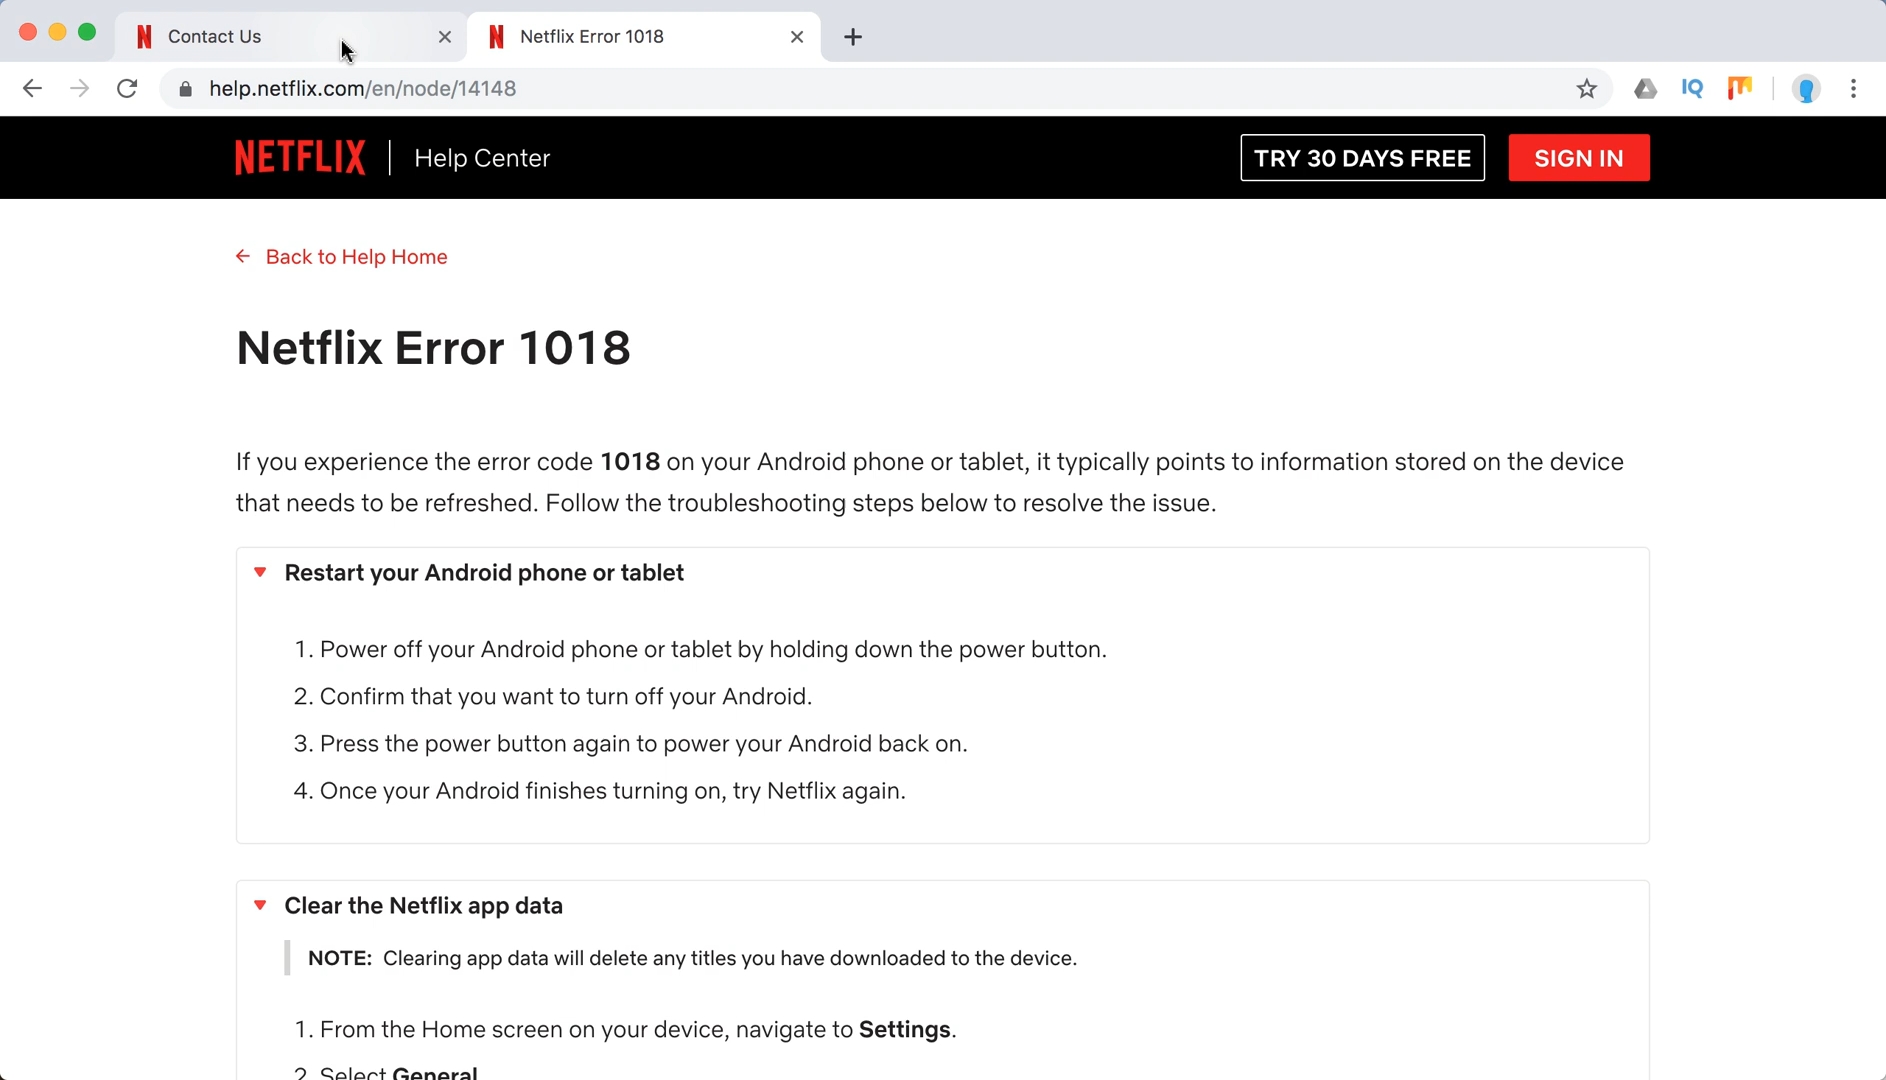 Contact Us
Netflix Error 1018
help.netflix.com/en/node/14148
IQ
NETFLIX
Help Center
TRY 30 DAYS FREE
SIGN IN
← Back to Help Home
Netflix Error 1018
If you experience the error code 1018 on your Android phone or tablet, it typically points to information stored on the device
that needs to be refreshed. Follow the troubleshooting steps below to resolve the issue.
Restart your Android phone or tablet
1. Power off your Android phone or tablet by holding down the power button.
2. Confirm that you want to turn off your Android.
3. Press the power button again to power your Android back on.
4. Once your Android finishes turning on, try Netflix again.
Clear the Netflix app data
NOTE: Clearing app data will delete any titles you have downloaded to the device.
1. From the Home screen on your device, navigate to Settings.
2. Select General